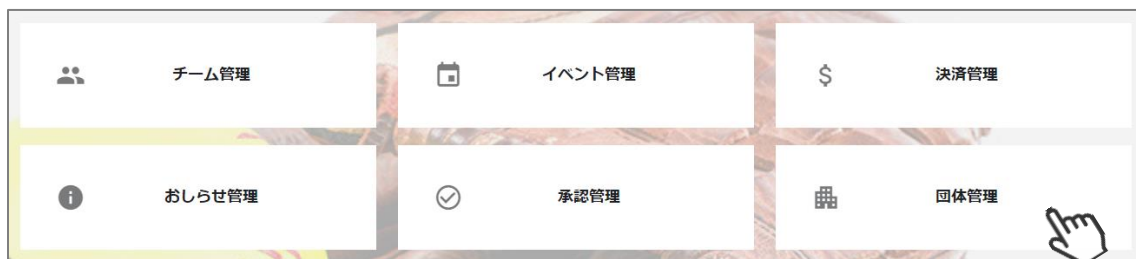 チーム管理
イベント管理
決済管理
おしらせ管理
承認管理
団体管理